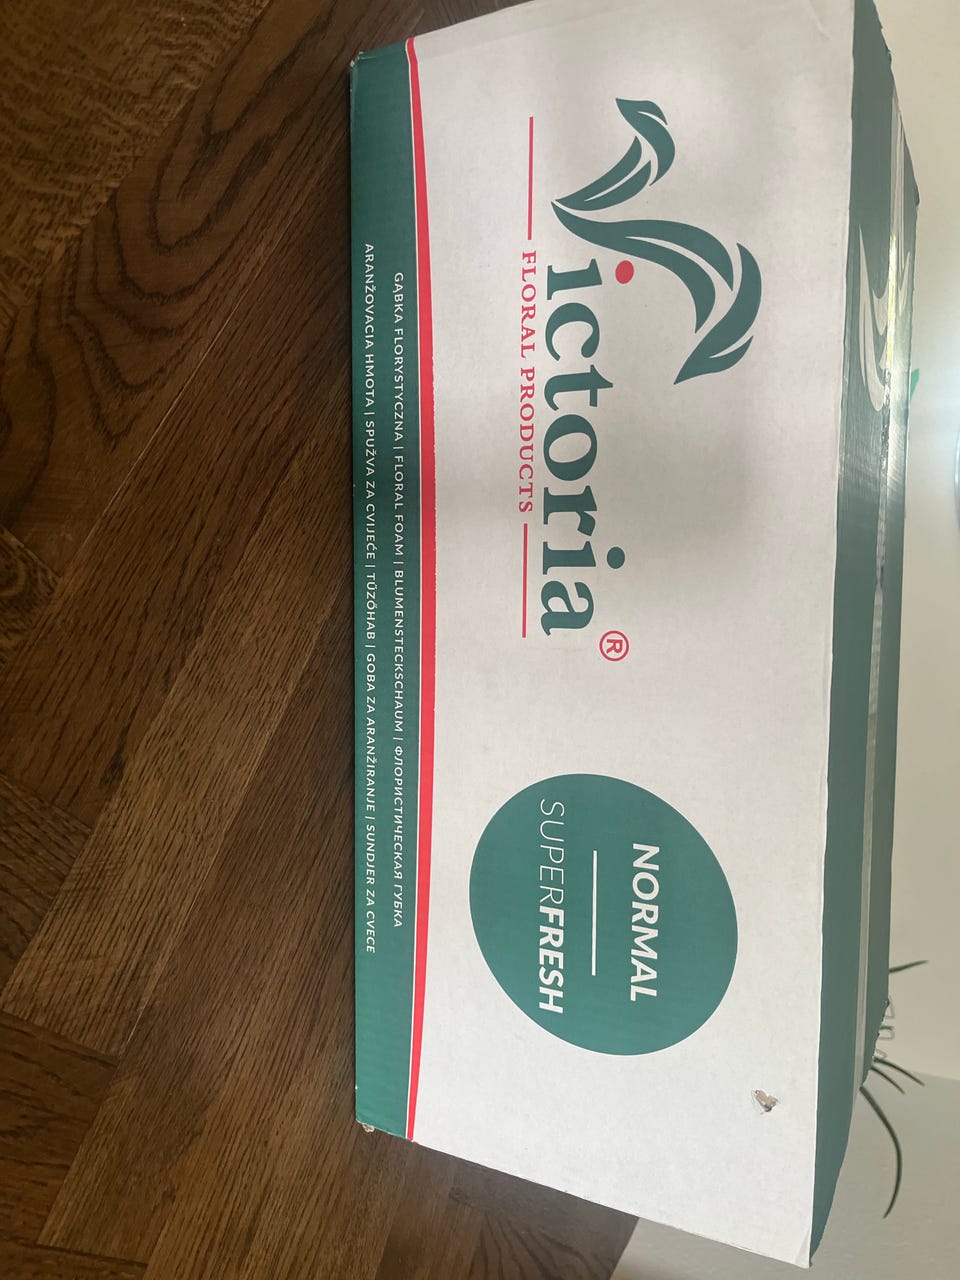 Victoria®
FLORAL PRODUCTS
NORMAL
SUPERFRESH
GĄBKA FLORYSTYCZNA | FLORAL FOAM | BLUMENSTECKSCHAUM | ФЛОРИСТИЧЕСКАЯ ГУБКА
ARANŽOVACIA HMOTA | SPUŽVA ZA CVIJEĆE | TŰZŐHAB | GOBA ZA ARANŽIRANJE | SUNDJER ZA CVECE